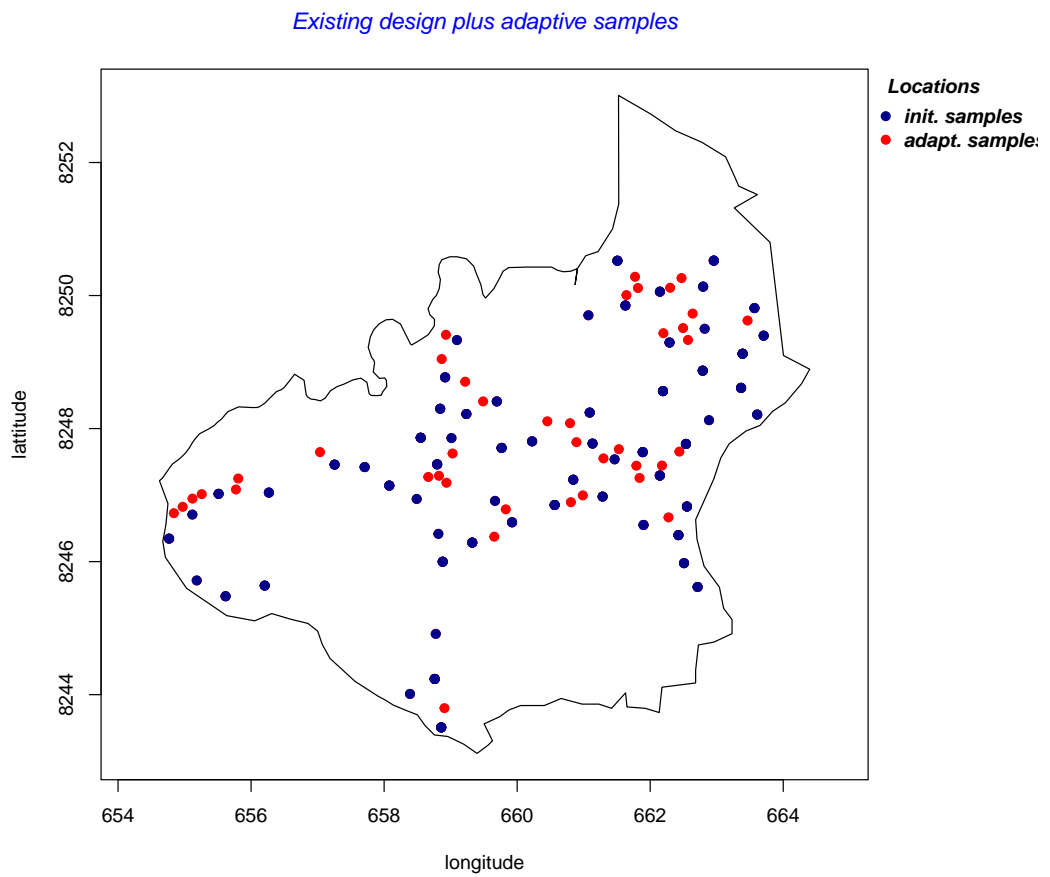 Existing design plus adaptive samples
Locations
init. samples
adapt. samples
8252
8250
8248
8246
8244
lattitude
654 656 658 660 662 664
longitude